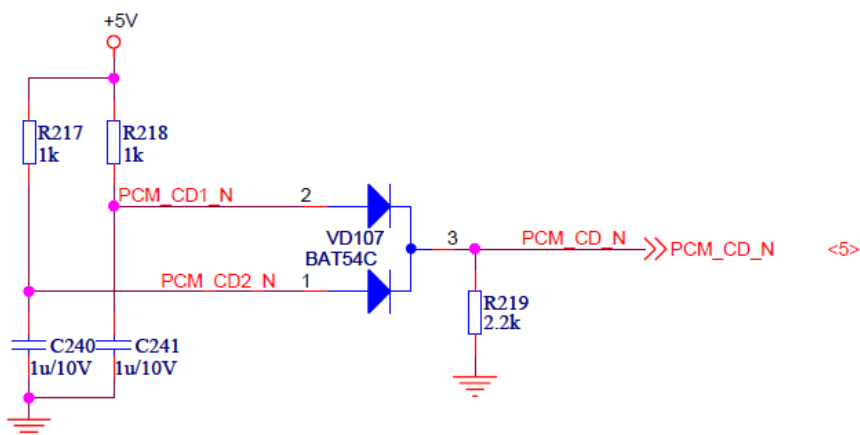 +5V
R217
1k
R218
1k
PCM_CD1_N
2
VD107
BAT54C
3
PCM_CD_N
PCM_CD_N
<5>
PCM_CD2_N
1
R219
2.2k
C240
1u/10V
C241
1u/10V